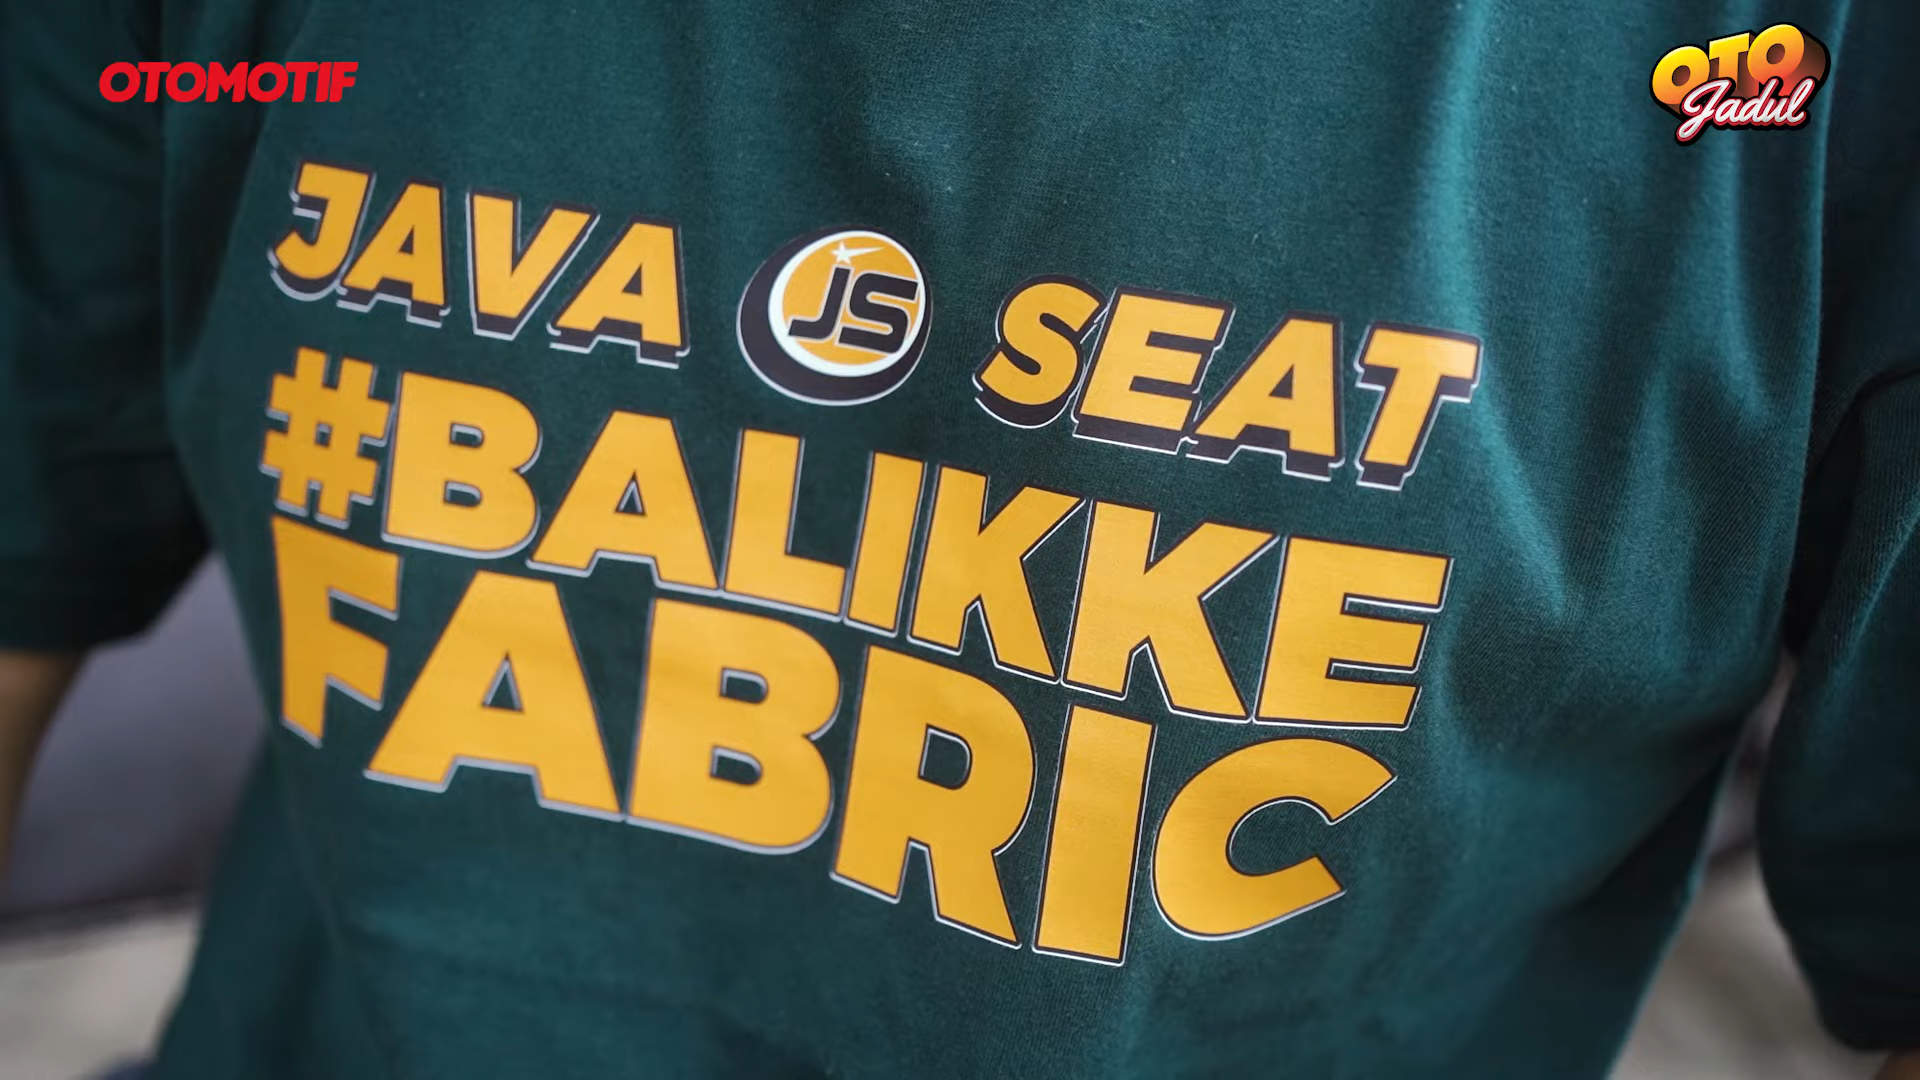 OTOMOTIF
OTO
Jadul
JAVA JS SEAT
#BALIKKE
FABRIC